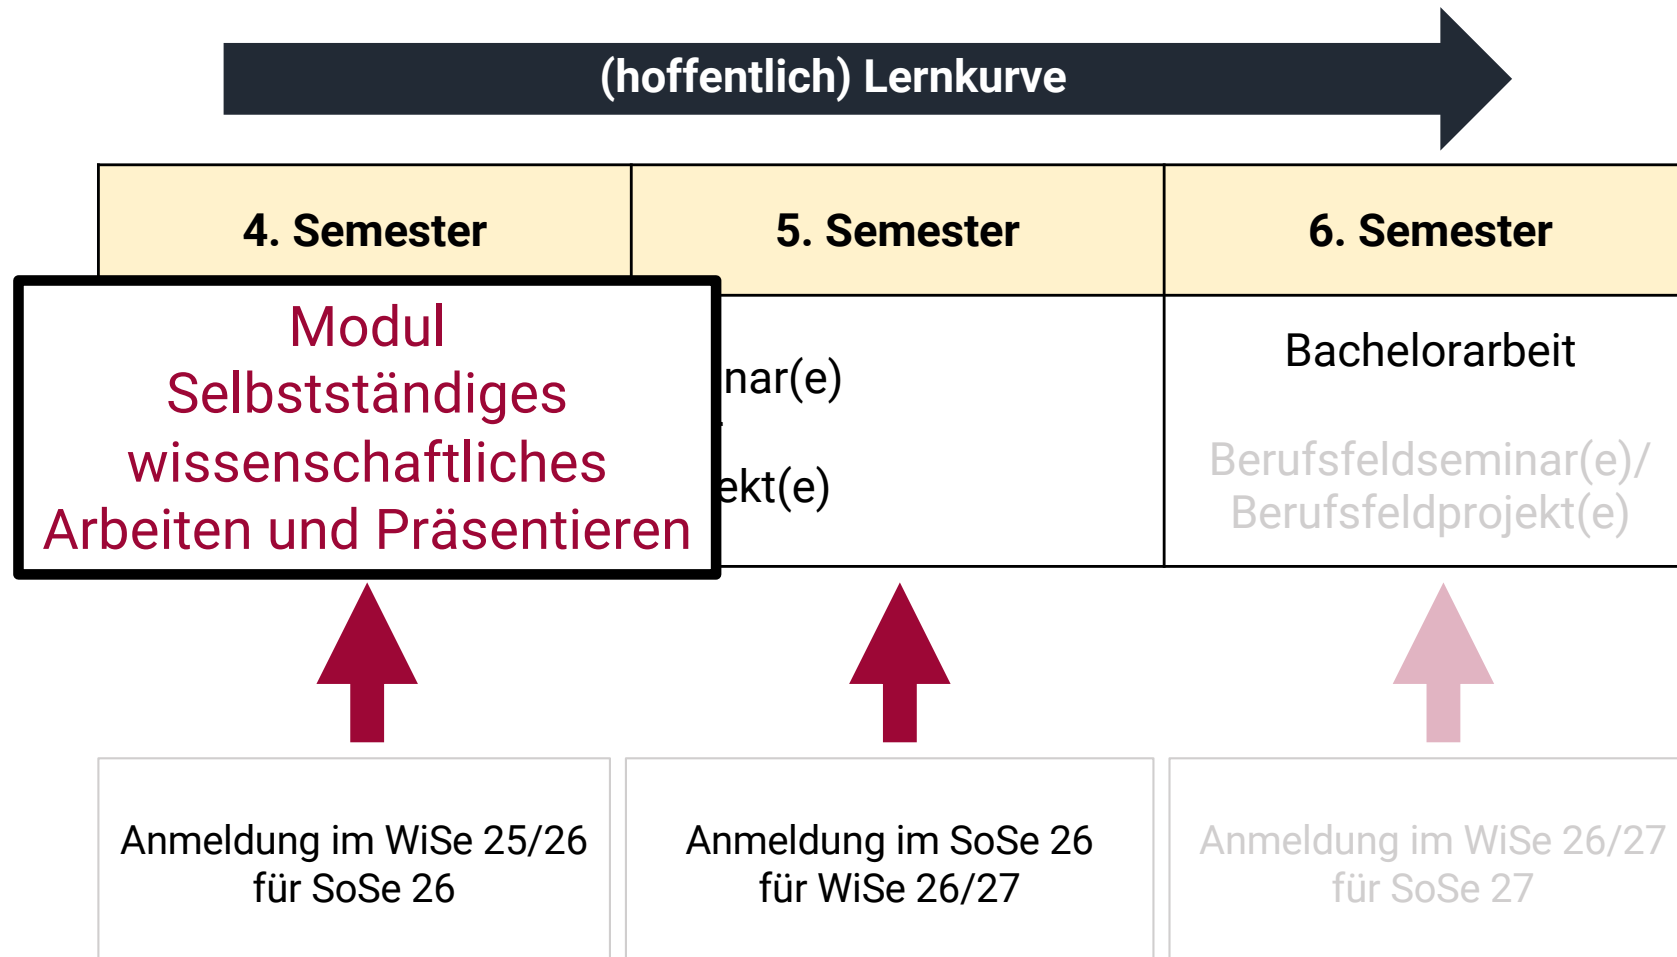 (hoffentlich) Lernkurve
4. Semester
5. Semester
6. Semester
Modul
Selbstständiges
wissenschaftliches
Arbeiten und Präsentieren
nar(e)
ekt(e)
Bachelorarbeit
Berufsfeldseminar(e)/
Berufsfeldprojekt(e)
Anmeldung im WiSe 25/26
für SoSe 26
Anmeldung im SoSe 26
für WiSe 26/27
Anmeldung im WiSe 26/27
für SoSe 27